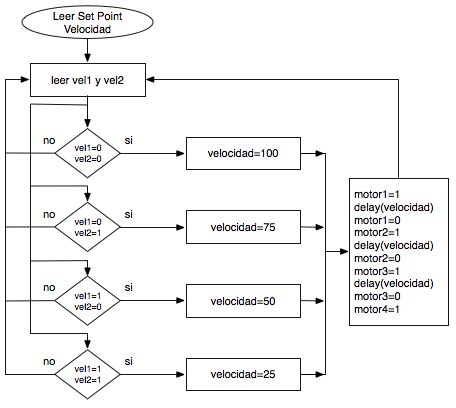 Leer Set Point
Velocidad
leer vel1 y vel2
no
vel1=0
vel2=0
si
velocidad=100
no
vel1=0
vel2=1
si
velocidad=75
no
vel1=1
vel2=0
si
velocidad=50
no
vel1=1
vel2=1
si
velocidad=25
motor1=1
delay(velocidad)
motor1=0
motor2=1
delay(velocidad)
motor2=0
motor3=1
delay(velocidad)
motor3=0
motor4=1